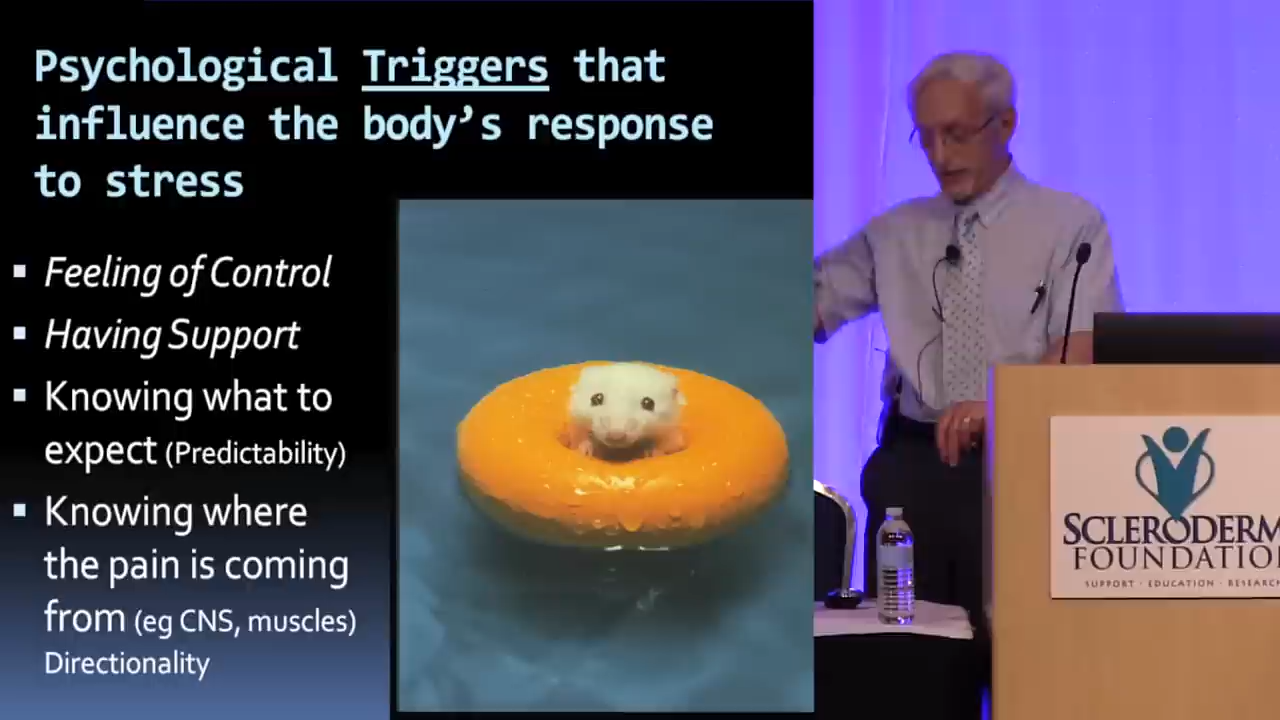 Psychological Triggers that
influence the body’s response
to stress
▪ Feeling of Control
▪ Having Support
▪ Knowing what to
expect (Predictability)
▪ Knowing where
the pain is coming
from (eg CNS, muscles)
Directionality
SCLERODERM
FOUNDATIO
SUPPORT · EDUCATION · RESEARCH